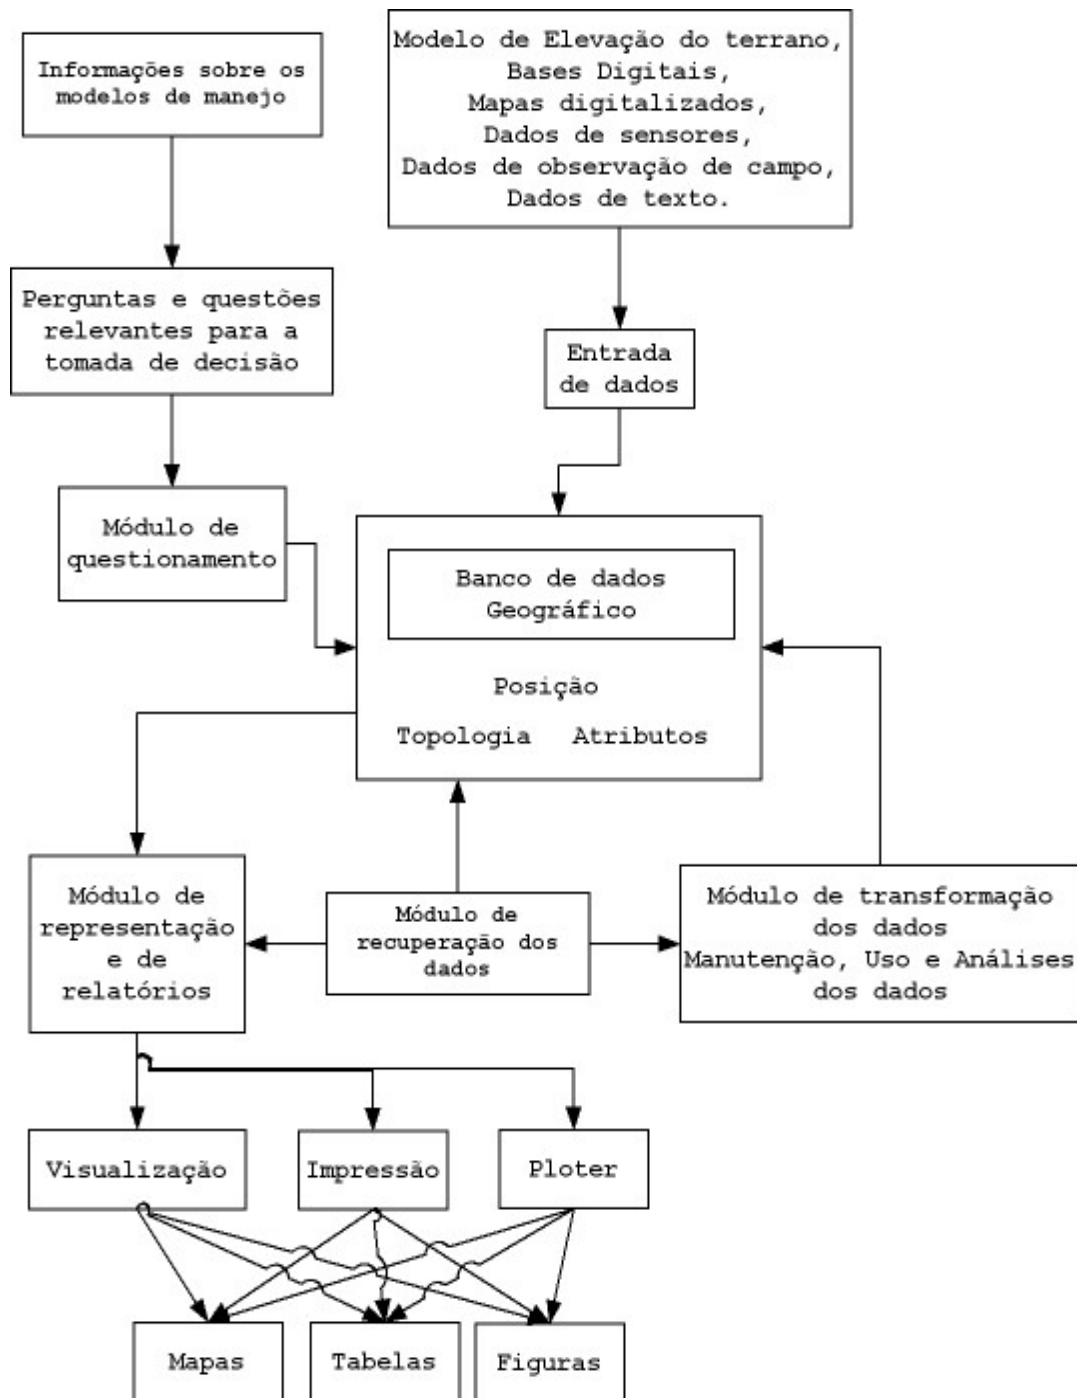 Informações sobre os
modelos de manejo
Modelo de Elevação do terrano,
Bases Digitais,
Mapas digitalizados,
Dados de sensores,
Dados de observação de campo,
Dados de texto.
Perguntas e questões
relevantes para a
tomada de decisão
Entrada
de dados
Módulo de
questionamento
Banco de dados
Geográfico
Posição
Topologia Atributos
Módulo de
representação
e de
relatórios
Módulo de
recuperação dos
dados
Módulo de transformação
dos dados
Manutenção, Uso e Análises
dos dados
Visualização
Impressão
Ploter
Mapas
Tabelas
Figuras